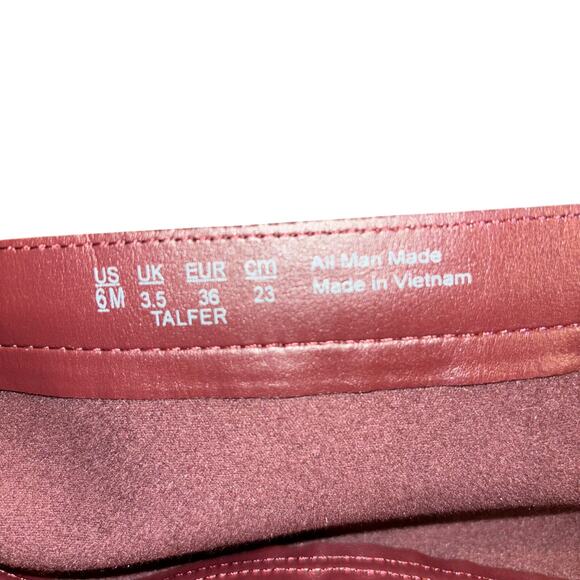 US UK EUR cm All Man Made
6M 3.5 36 23 Made in Vietnam
TALFER